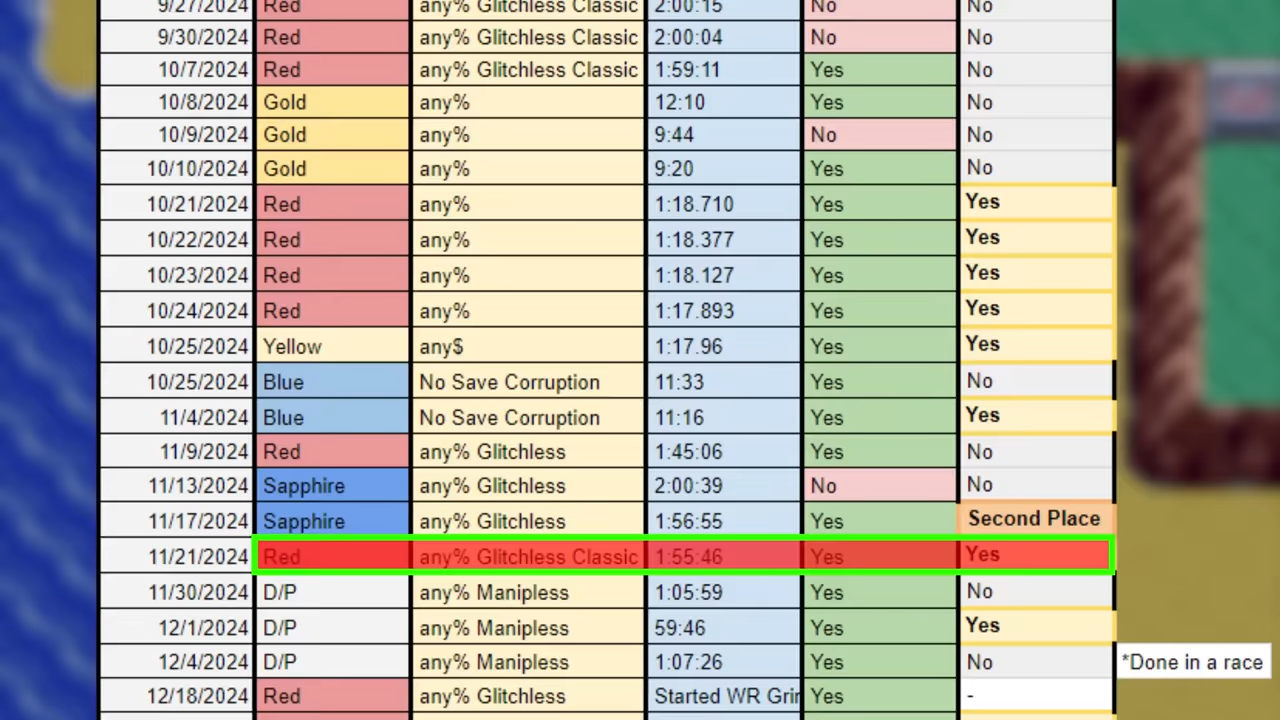 9/27/2024 Red any% Glitchless Classic 2:00:15 No No
9/30/2024 Red any% Glitchless Classic 2:00:04 No No
10/7/2024 Red any% Glitchless Classic 1:59:11 Yes No
10/8/2024 Gold any% 12:10 Yes No
10/9/2024 Gold any% 9:44 No No
10/10/2024 Gold any% 9:20 Yes No
10/21/2024 Red any% 1:18.710 Yes Yes
10/22/2024 Red any% 1:18.377 Yes Yes
10/23/2024 Red any% 1:18.127 Yes Yes
10/24/2024 Red any% 1:17.893 Yes Yes
10/25/2024 Yellow any$ 1:17.96 Yes Yes
10/25/2024 Blue No Save Corruption 11:33 Yes No
11/4/2024 Blue No Save Corruption 11:16 Yes Yes
11/9/2024 Red any% Glitchless 1:45:06 Yes No
11/13/2024 Sapphire any% Glitchless 2:00:39 No No
11/17/2024 Sapphire any% Glitchless 1:56:55 Yes Second Place
11/21/2024 Red any% Glitchless Classic 1:55:46 Yes Yes
11/30/2024 D/P any% Manipless 1:05:59 Yes No
12/1/2024 D/P any% Manipless 59:46 Yes Yes
12/4/2024 D/P any% Manipless 1:07:26 Yes No *Done in a race
12/18/2024 Red any% Glitchless Started WR Grin Yes -